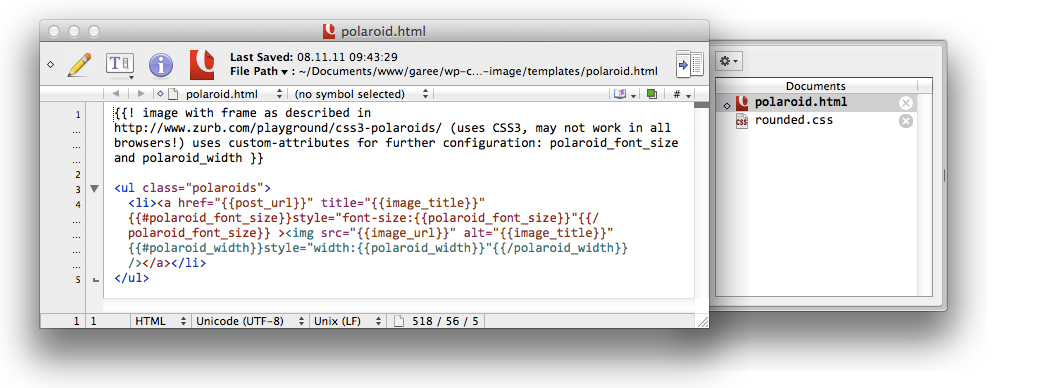 polaroid.html
T
Last Saved: 08.11.11 09:43:29
File Path ▾ : ~/Documents/www/garee/wp-c...-image/templates/polaroid.html
polaroid.html
(no symbol selected)
#
1 {{! image with frame as described in
... http://www.zurb.com/playground/css3-polaroids/ (uses CSS3, may not work in all
... browsers!) uses custom-attributes for further configuration: polaroid_font_size
... and polaroid_width }}
2
3 <ul class="polaroids">
4 <li><a href="{{post_url}}" title="{{image_title}}"
... {{#polaroid_font_size}}style="font-size:{{polaroid_font_size}}"{{/
... polaroid_font_size}} ><img src="{{image_url}}" alt="{{image_title}}"
... {{#polaroid_width}}style="width:{{polaroid_width}}"{{/polaroid_width}}
... /></a></li>
5 </ul>
1 1 HTML Unicode (UTF-8) Unix (LF) 518 / 56 / 5
Documents
polaroid.html
CSS rounded.css